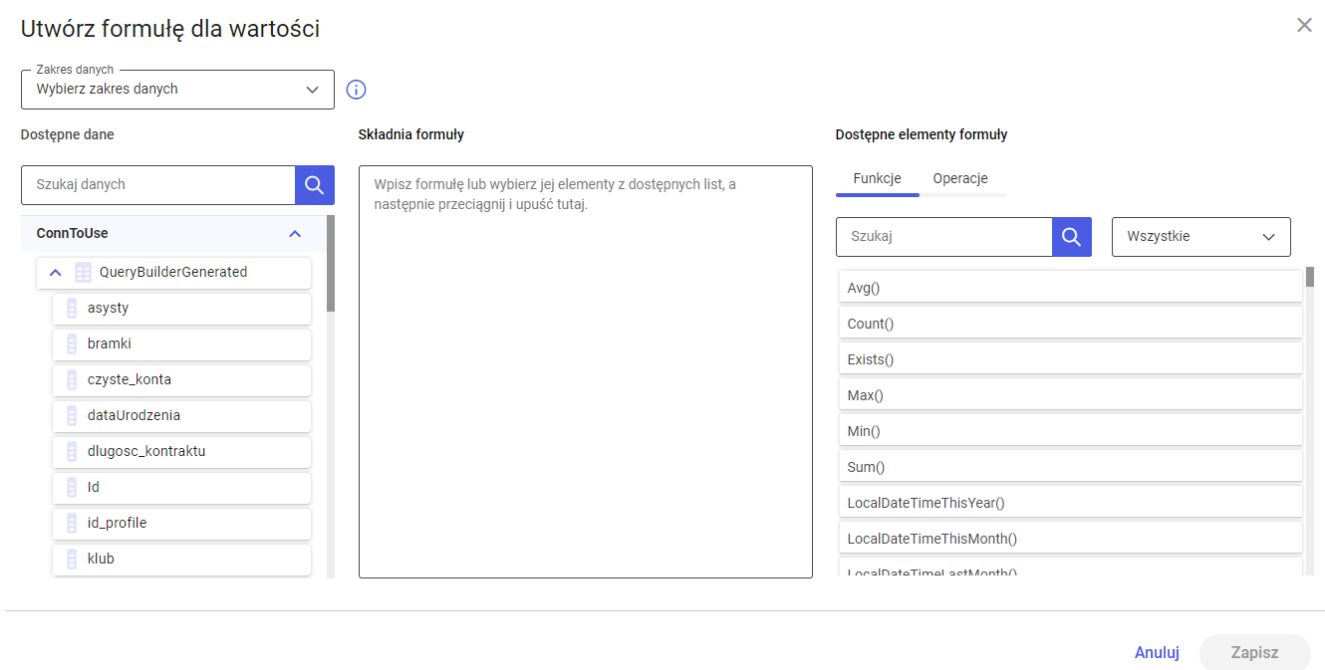 Utwórz formułę dla wartości
Zakres danych
Wybierz zakres danych
Dostępne dane
Szukaj danych
ConnToUse
QueryBuilderGenerated
asysty
bramki
czyste_konta
dataUrodzenia
dlugosc_kontraktu
Id
id_profile
klub
Składnia formuły
Wpisz formułę lub wybierz jej elementy z dostępnych list, a
następnie przeciągnij i upuść tutaj.
Dostępne elementy formuły
Funkcje Operacje
Szukaj
Wszystkie
Avg()
Count()
Exists()
Max()
Min()
Sum()
LocalDateTimeThisYear()
LocalDateTimeThisMonth()
LocalDateTimeLastMonth()
Anuluj
Zapisz